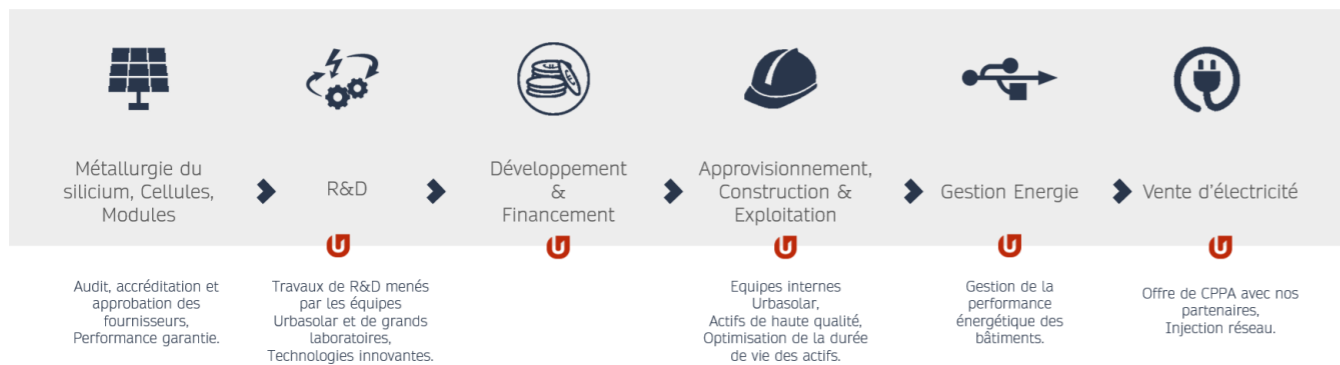 Métallurgie du
silicium, Cellules,
Modules
R&D
Développement
&
Financement
Approvisionnement,
Construction &
Exploitation
Gestion Energie
Vente d'électricité
Audit, accréditation et
approbation des
fournisseurs,
Performance garantie.
Travaux de R&D menés
par les équipes
Urbasolar et de grands
laboratoires,
Technologies innovantes.
Equipes internes
Urbasolar,
Actifs de haute qualité,
Optimisation de la durée
de vie des actifs.
Gestion de la
performance
énergétique des
bâtiments.
Offre de CPPA avec nos
partenaires,
Injection réseau.